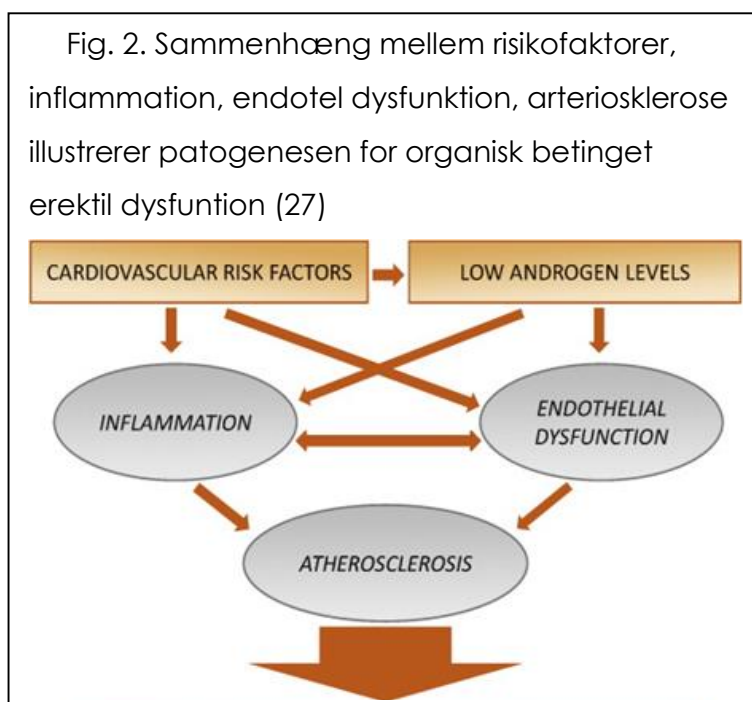 Fig. 2. Sammenhæng mellem risikofaktorer,
inflammation, endotel dysfunktion, arteriosklerose
illustrerer patogenesen for organisk betinget
erektil dysfuntion (27)
CARDIOVASCULAR RISK FACTORS
LOW ANDROGEN LEVELS
INFLAMMATION
ENDOTHELIAL
DYSFUNCTION
ATHEROSCLEROSIS